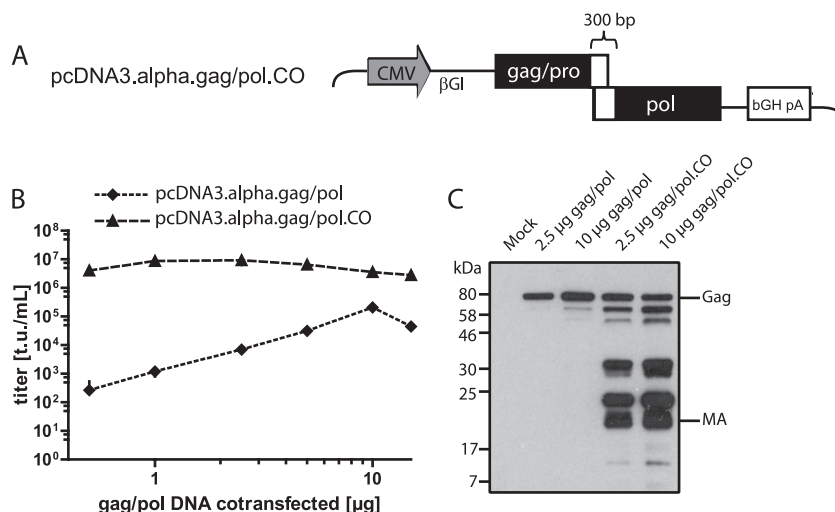 A
pcDNA3.alpha.gag/pol.CO
CMV
βGI
gag/pro
300 bp
pol
bGH pA
B
pcDNA3.alpha.gag/pol
pcDNA3.alpha.gag/pol.CO
titer [t.u./mL]
10⁸
10⁷
10⁶
10⁵
10⁴
10³
10²
10¹
10⁰
1
10
gag/pol DNA cotransfected [µg]
C
Mock
2.5 µg gag/pol
10 µg gag/pol
2.5 µg gag/pol.CO
10 µg gag/pol.CO
kDa
80
58
46
30
25
17
7
Gag
MA